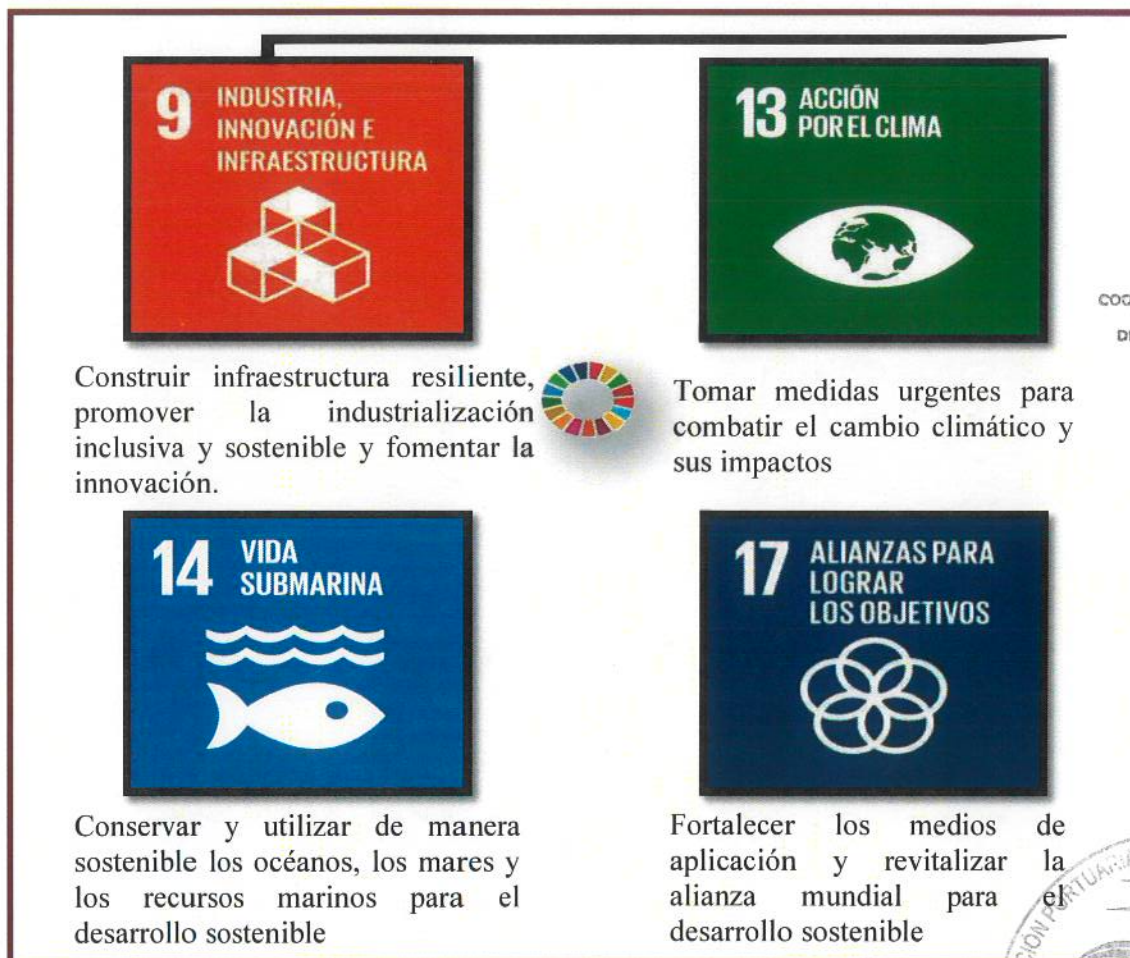 9 INDUSTRIA,
INNOVACIÓN E
INFRAESTRUCTURA
Construir infraestructura resiliente,
promover la industrialización
inclusiva y sostenible y fomentar la
innovación.
13 ACCIÓN
POR EL CLIMA
Tomar medidas urgentes para
combatir el cambio climático y
sus impactos
14 VIDA
SUBMARINA
Conservar y utilizar de manera
sostenible los océanos, los mares y
los recursos marinos para el
desarrollo sostenible
17 ALIANZAS PARA
LOGRAR
LOS OBJETIVOS
Fortalecer los medios de
aplicación y revitalizar la
alianza mundial para el
desarrollo sostenible